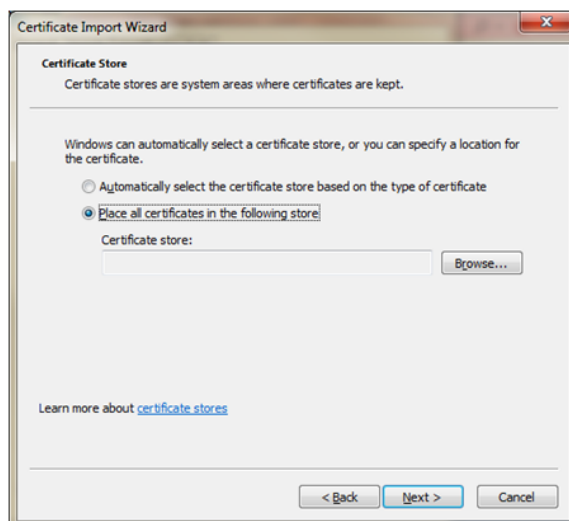 Certificate Import Wizard
Certificate Store
Certificate stores are system areas where certificates are kept.
Windows can automatically select a certificate store, or you can specify a location for
the certificate.
Automatically select the certificate store based on the type of certificate
Place all certificates in the following store
Certificate store:
Browse...
Learn more about certificate stores
< Back Next > Cancel